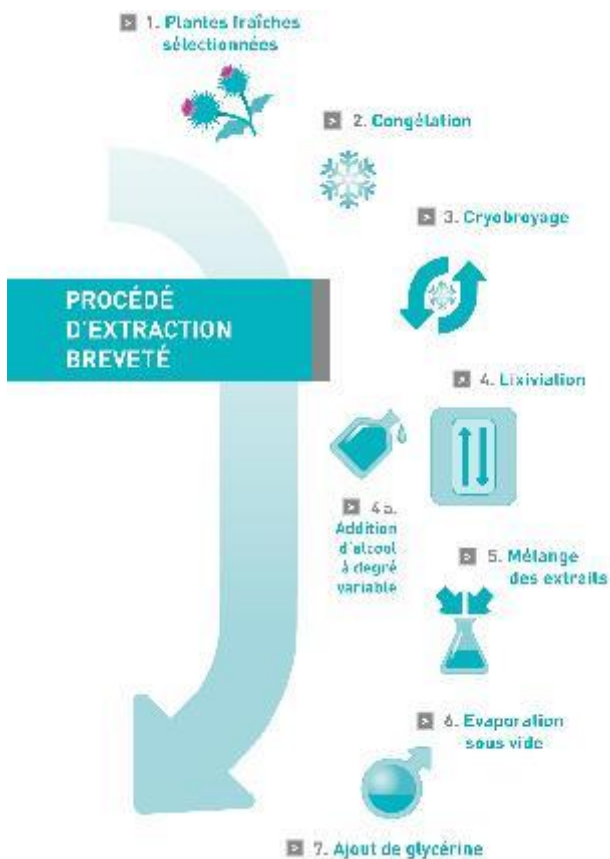 1. Plantes fraîches
sélectionnées
2. Congélation
3. Cryobroyage
PROCÉDÉ
D'EXTRACTION
BREVETÉ
4. Lixiviation
4a.
Addition
d'alcool
à degré
variable
5. Mélange
des extraits
6. Evaporation
sous vide
7. Ajout de glycérine